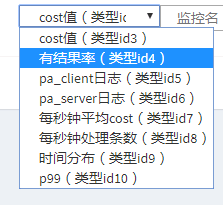 cost值（类型id
监控名
cost值（类型id3）
有结果率（类型id4）
pa_client日志（类型id5）
pa_server日志（类型id6）
每秒钟平均cost（类型id7）
每秒钟处理条数（类型id8）
时间分布（类型id9）
p99（类型id10）